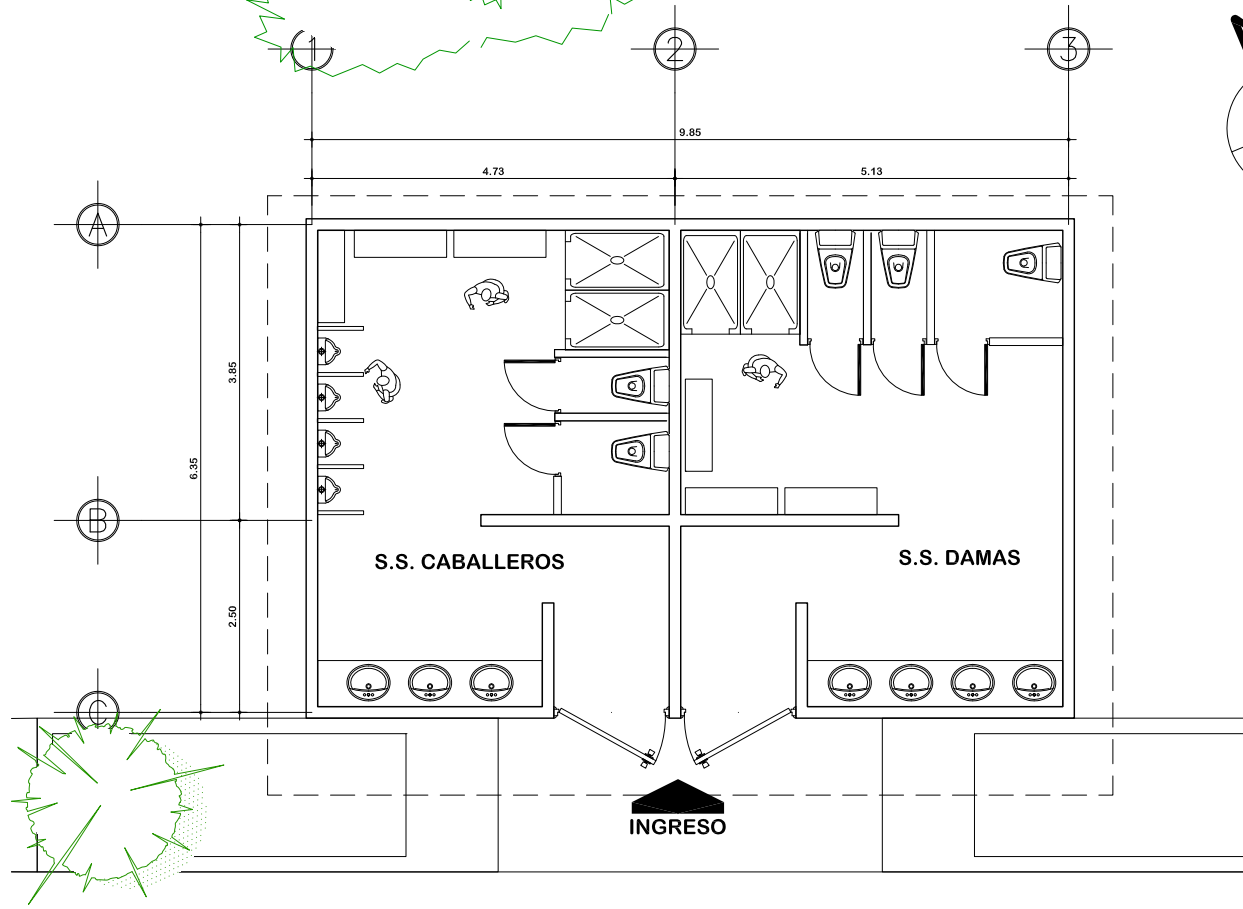 1
2
3
9.85
4.73
5.13
A
3.85
6.35
B
S.S. CABALLEROS
S.S. DAMAS
2.50
C
INGRESO